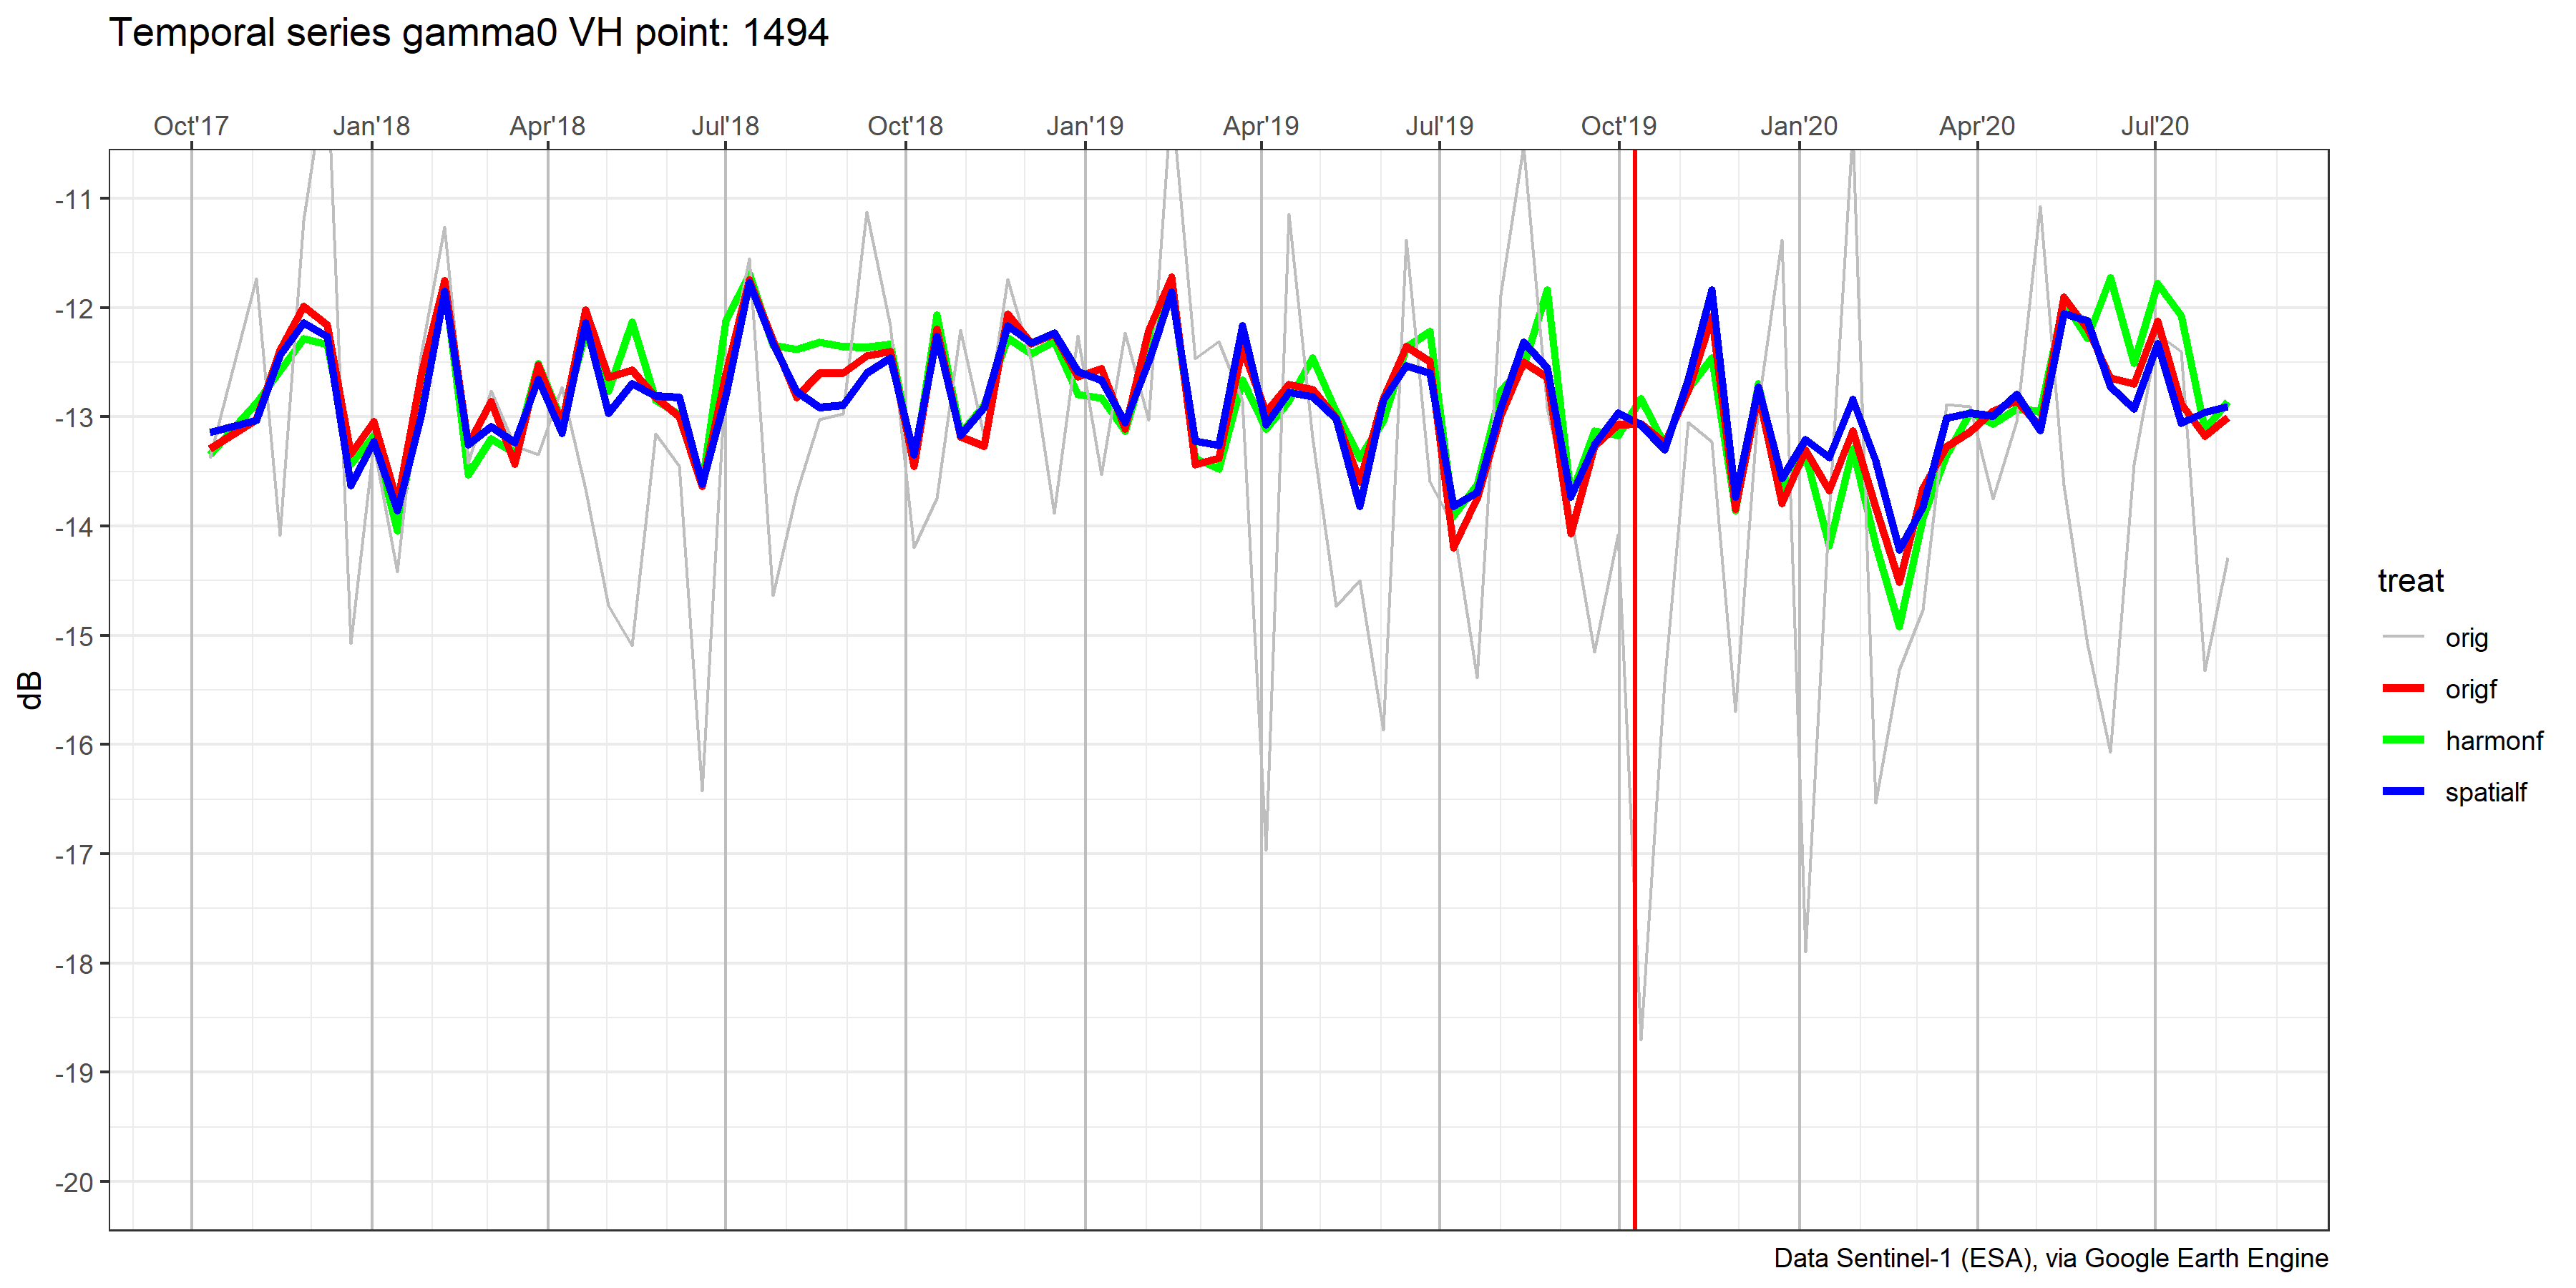 Temporal series gamma0 VH point: 1494
Oct'17 Jan'18 Apr'18 Jul'18 Oct'18 Jan'19 Apr'19 Jul'19 Oct'19 Jan'20 Apr'20 Jul'20
-11
-12
-13
-14
-15
-16
-17
-18
-19
-20
dB
treat
orig
origf
harmonf
spatialf
Data Sentinel-1 (ESA), via Google Earth Engine